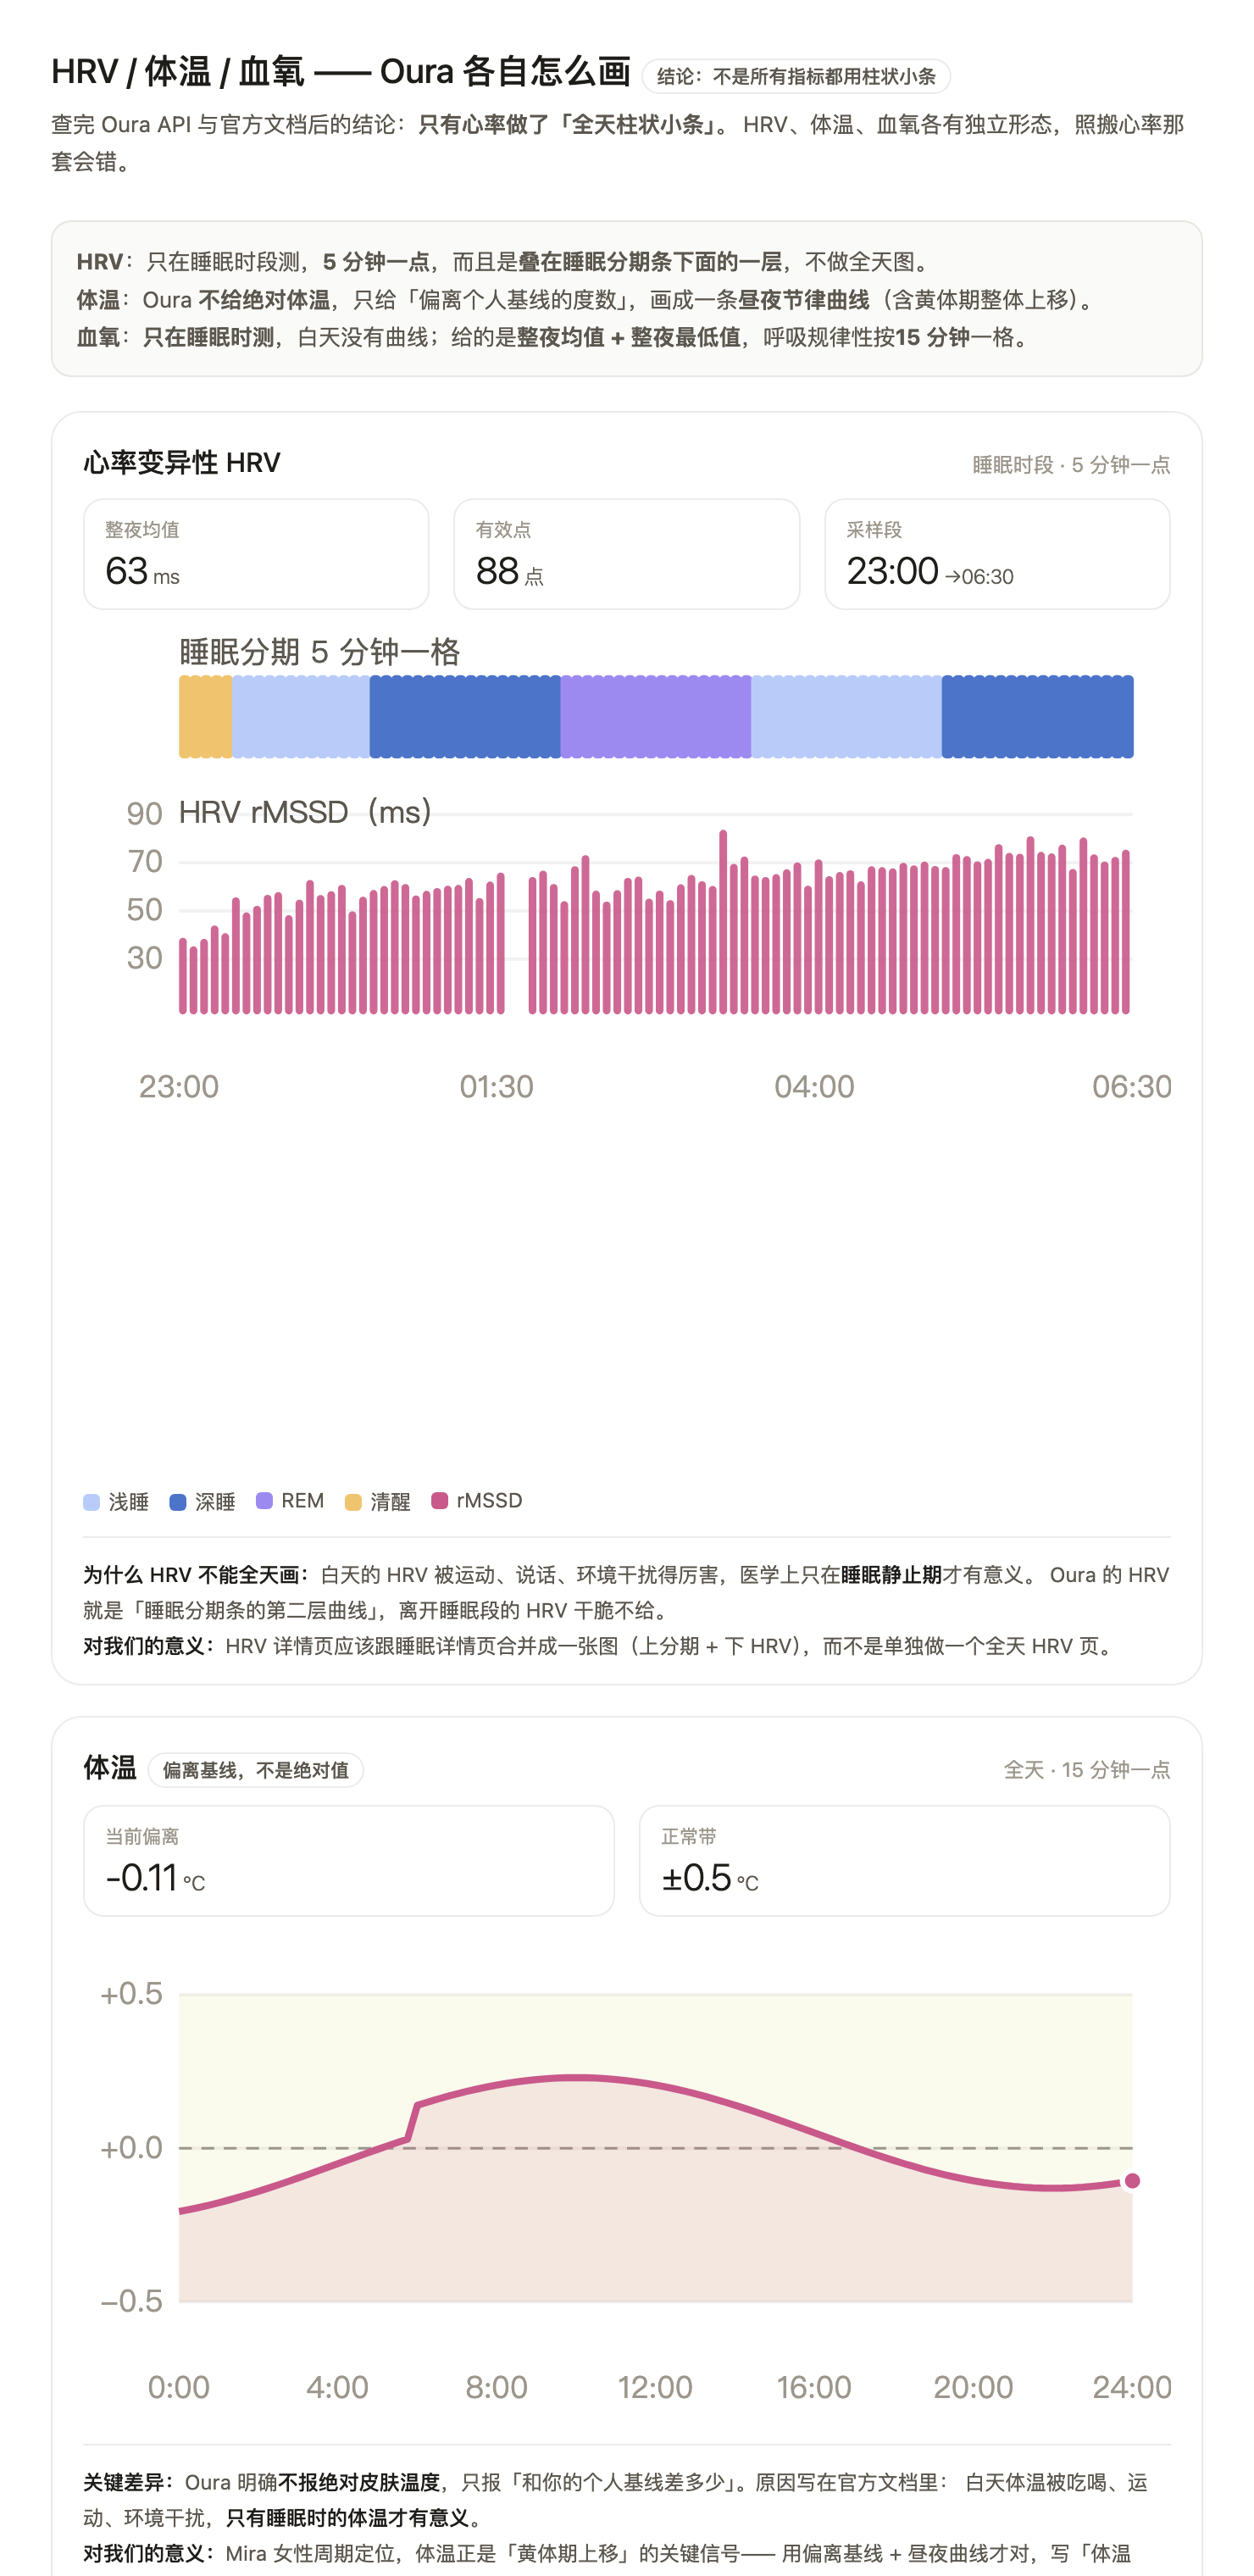 HRV / 体温 / 血氧 —— Oura 各自怎么画 结论：不是所有指标都用柱状小条
查完 Oura API 与官方文档后的结论：只有心率做了「全天柱状小条」。 HRV、体温、血氧各有独立形态，照搬心率那
套会错。
HRV：只在睡眠时段测，5 分钟一点，而且是叠在睡眠分期条下面的一层，不做全天图。
体温：Oura 不给绝对体温，只给「偏离个人基线的度数」，画成一条昼夜节律曲线（含黄体期整体上移）。
血氧：只在睡眠时测，白天没有曲线；给的是整夜均值 + 整夜最低值，呼吸规律性按15 分钟一格。
心率变异性 HRV 睡眠时段 · 5 分钟一点
整夜均值 有效点 采样段
63 ms 88 点 23:00 →06:30
睡眠分期 5 分钟一格
90 HRV rMSSD（ms）
70
50
30
23:00 01:30 04:00 06:30
浅睡 深睡 REM 清醒 rMSSD
为什么 HRV 不能全天画：白天的 HRV 被运动、说话、环境干扰得厉害，医学上只在睡眠静止期才有意义。 Oura 的 HRV
就是「睡眠分期条的第二层曲线」，离开睡眠段的 HRV 干脆不给。
对我们的意义：HRV 详情页应该跟睡眠详情页合并成一张图（上分期 + 下 HRV），而不是单独做一个全天 HRV 页。
体温 偏离基线，不是绝对值 全天 · 15 分钟一点
当前偏离 正常带
-0.11 °C ±0.5 °C
+0.5
+0.0
−0.5
0:00 4:00 8:00 12:00 16:00 20:00 24:00
关键差异：Oura 明确不报绝对皮肤温度，只报「和你的个人基线差多少」。原因写在官方文档里： 白天体温被吃喝、运
动、环境干扰，只有睡眠时的体温才有意义。
对我们的意义：Mira 女性周期定位，体温正是「黄体期上移」的关键信号—— 用偏离基线 + 昼夜曲线才对，写「体温